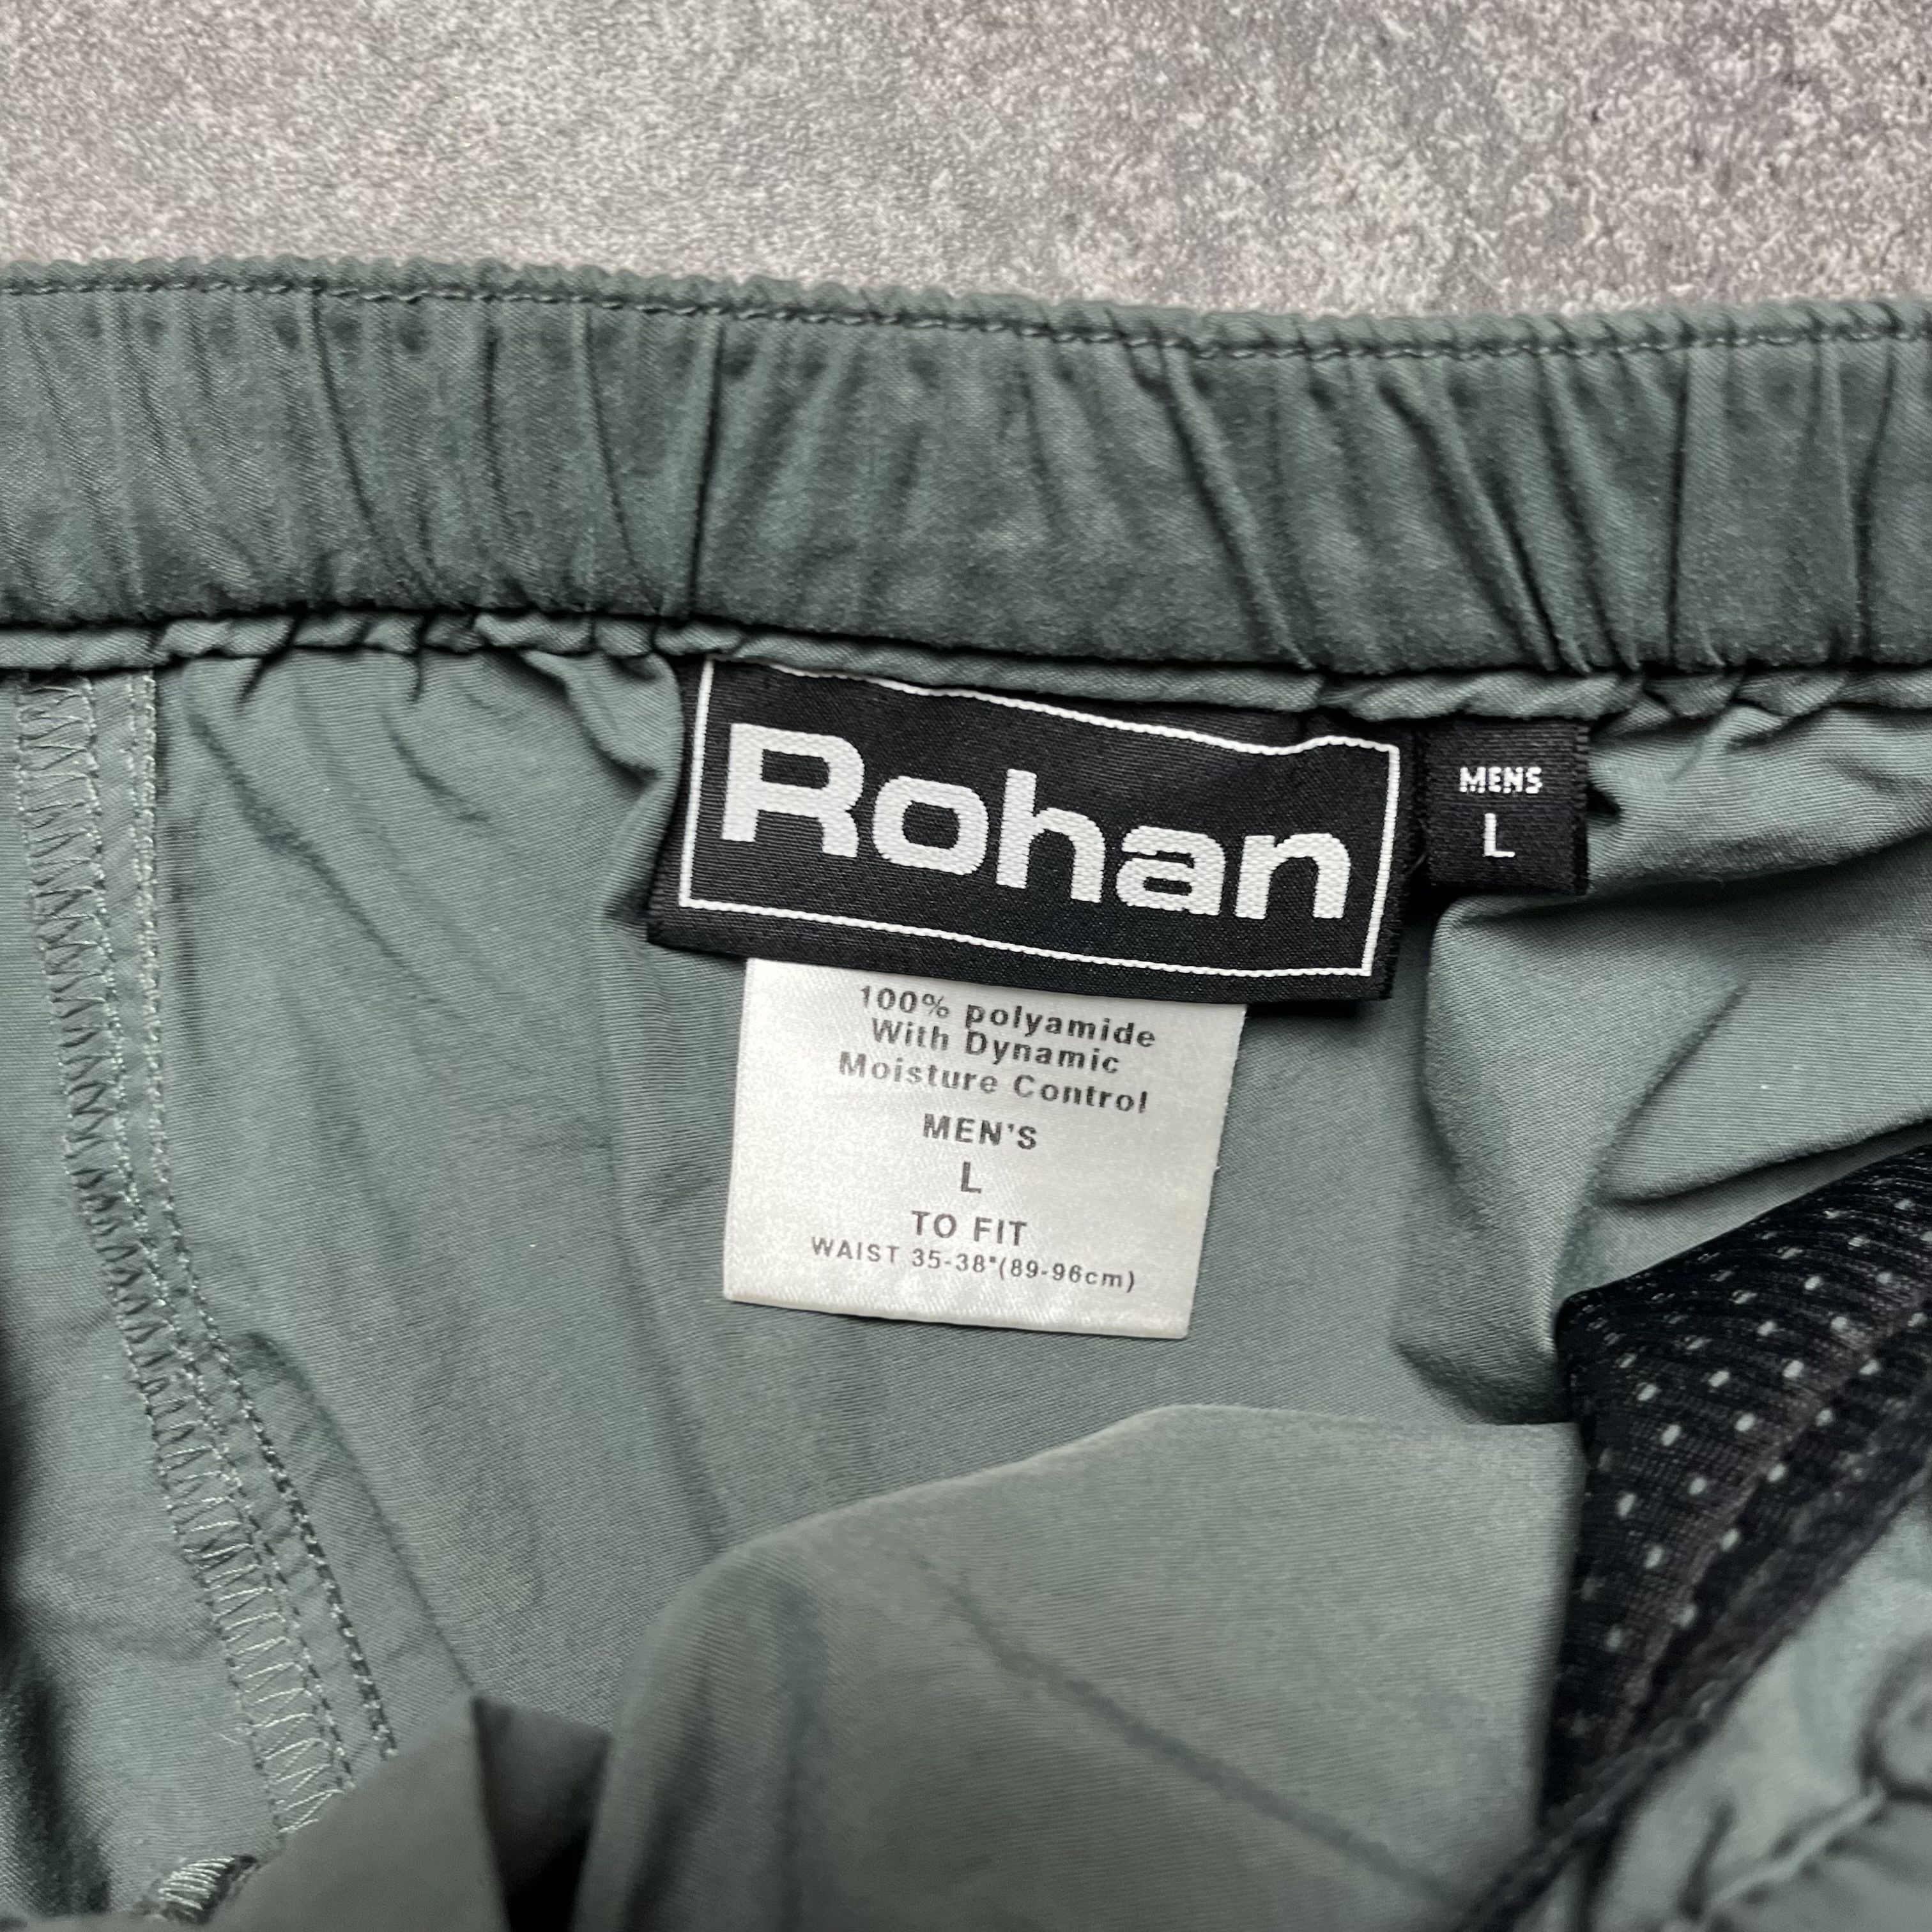 Rohan
MENS
L
100% polyamide
With Dynamic
Moisture Control
MEN'S
L
TO FIT
WAIST 35-38"(89-96cm)